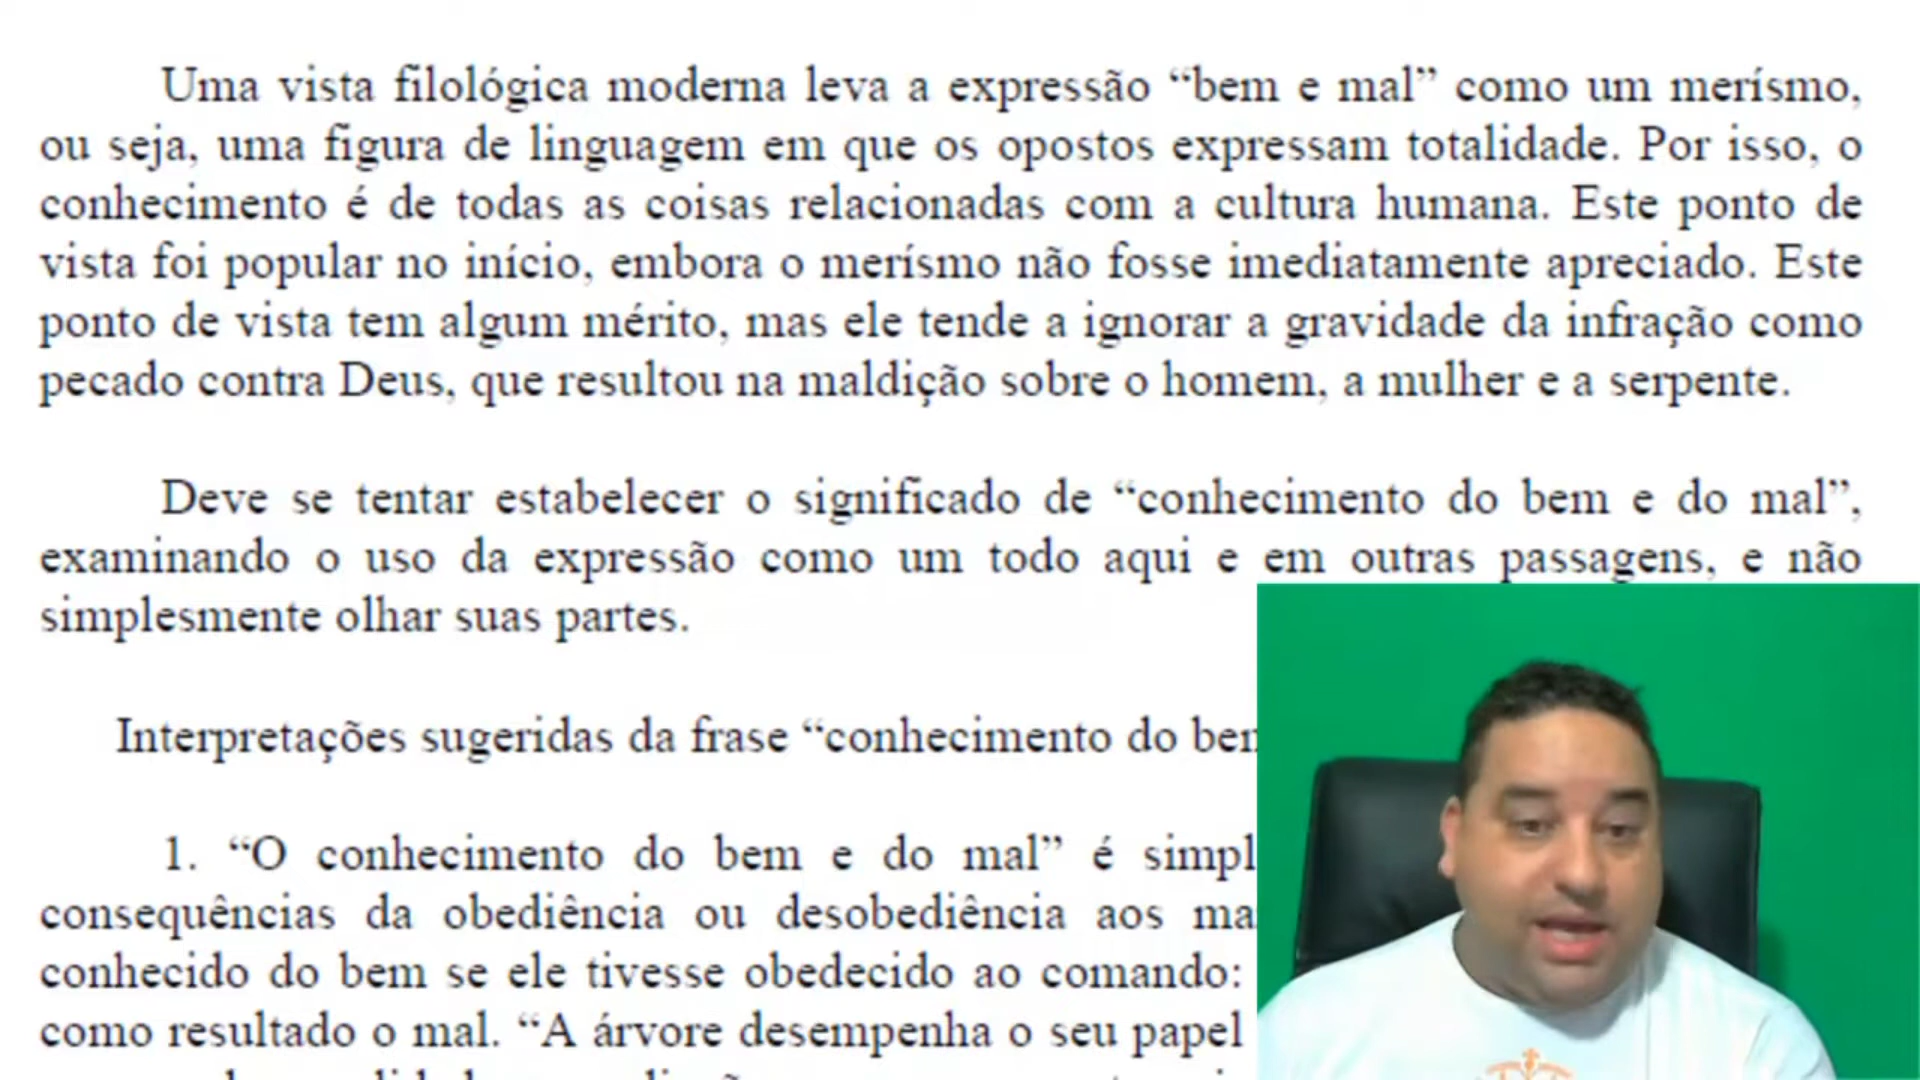 Uma vista filológica moderna leva a expressão “bem e mal” como um merísmo,
ou seja, uma figura de linguagem em que os opostos expressam totalidade. Por isso, o
conhecimento é de todas as coisas relacionadas com a cultura humana. Este ponto de
vista foi popular no início, embora o merísmo não fosse imediatamente apreciado. Este
ponto de vista tem algum mérito, mas ele tende a ignorar a gravidade da infração como
pecado contra Deus, que resultou na maldição sobre o homem, a mulher e a serpente.
Deve se tentar estabelecer o significado de “conhecimento do bem e do mal”,
examinando o uso da expressão como um todo aqui e em outras passagens, e não
simplesmente olhar suas partes.
Interpretações sugeridas da frase “conhecimento do
1. “O conhecimento do bem e do mal” é
consequências da obediência ou desobediência aos
conhecido do bem se ele tivesse obedecido ao comando:
como resultado o mal. “A árvore desempenha o seu papel